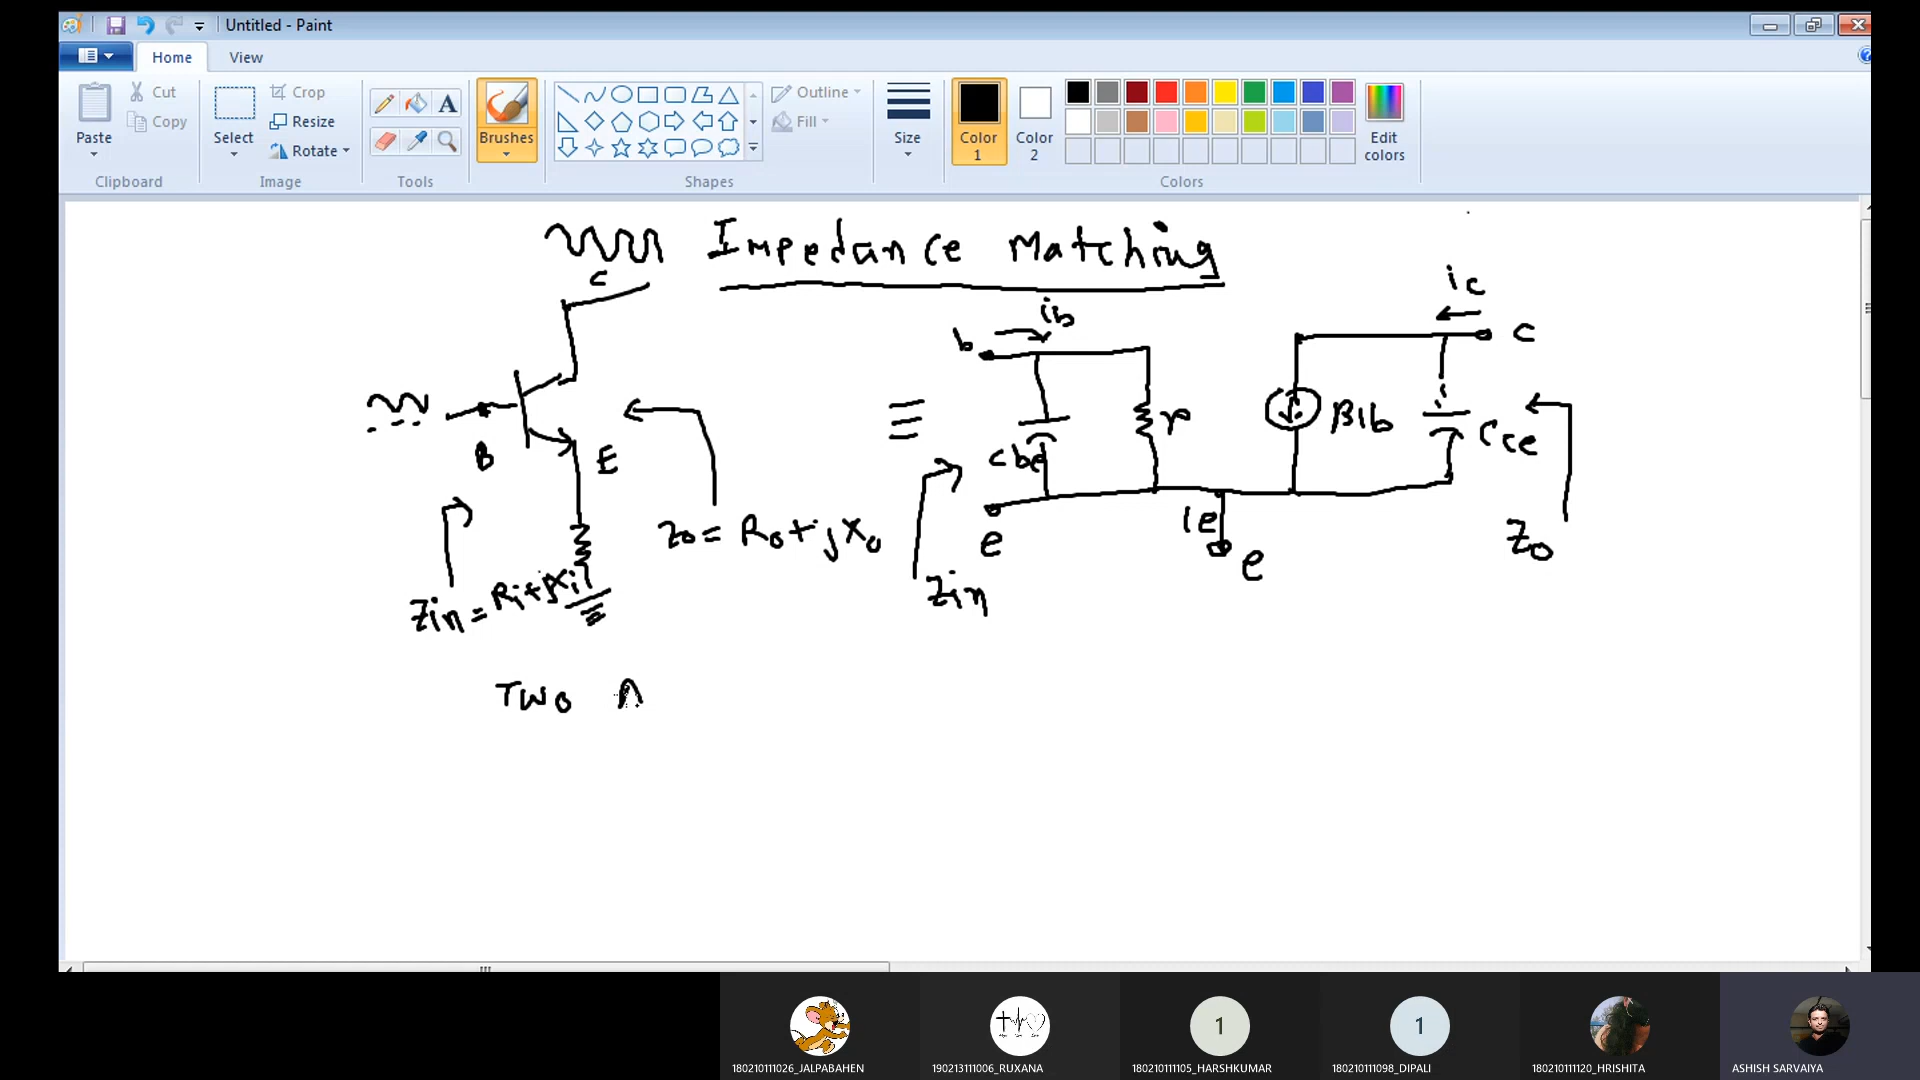 Untitled - Paint
Home View
Cut
Copy
Paste
Clipboard
Crop
Resize
Rotate
Select
Image
Tools
Brushes
Outline
Fill
Shapes
Size
Color 1
Color 2
Edit colors
Colors
Impedance Matching
C
B
E
Zin = Ri+jXi
Zo = Ro+jXo
b
ib
Cbe
r
e
Zin
βIb
ic
c
Cce
Ie
e
Zo
Two
180210111026_JALPABAHEN
190213111006_RUXANA
1
180210111105_HARSHKUMAR
1
180210111098_DIPALI
180210111120_HRISHITA
ASHISH SARVAIYA